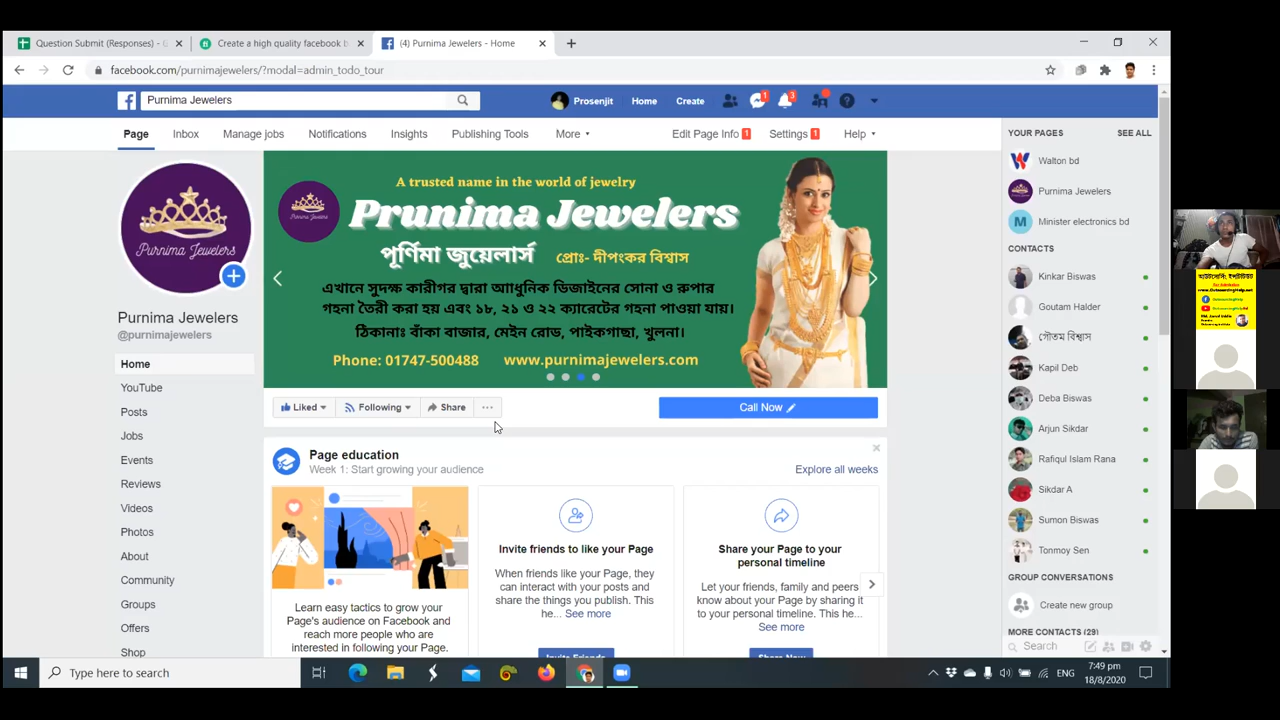 Question Submit (Responses) - (
Create a high quality facebook b
(4) Purnima Jewelers - Home
facebook.com/purnimajewelers/?modal=admin_todo_tour
Purnima Jewelers
Prosenjit
Home
Create
1
3
Page
Inbox
Manage jobs
Notifications
Insights
Publishing Tools
More
Edit Page Info 1
Settings 1
Help
YOUR PAGES
SEE ALL
Walton bd
Purnima Jewelers
Minister electronics bd
CONTACTS
Kinkar Biswas
Goutam Halder
গৌতম বিশ্বাস
Kapil Deb
Deba Biswas
Arjun Sikdar
Rafiqul Islam Rana
Sikdar A
Sumon Biswas
Tonmoy Sen
GROUP CONVERSATIONS
Create new group
MORE CONTACTS (29)
Search
Purnima Jewelers
Purnima Jewelers
@purnimajewelers
Home
YouTube
Posts
Jobs
Events
Reviews
Videos
Photos
About
Community
Groups
Offers
Shop
A trusted name in the world of jewelry
Prunima Jewelers
পূর্ণিমা জুয়েলার্স
প্রোঃ- দীপংকর বিশ্বাস
এখানে সুদক্ষ কারীগর দ্বারা আাধুনিক ডিজাইনের সোনা ও রুপার
গহনা তৈরী করা হয় এবং ১৮, ২১ ও ২২ ক্যারেটের গহনা পাওয়া যায়।
ঠিকানাঃ বাঁকা বাজার, মেইন রোড, পাইকগাছা, খুলনা।
Phone: 01747-500488
www.purnimajewelers.com
Liked
Following
Share
Call Now
Page education
Week 1: Start growing your audience
Explore all weeks
Learn easy tactics to grow your
Page's audience on Facebook and
reach more people who are
interested in following your Page.
Invite friends to like your Page
When friends like your Page, they
can interact with your posts and
share the things you publish. This
he... See more
Invite Friends
Share your Page to your
personal timeline
Let your friends, family and peers
know about your Page by sharing it
to your personal timeline. This he...
See more
Share Now
Type here to search
ENG
7:49 pm
18/8/2020